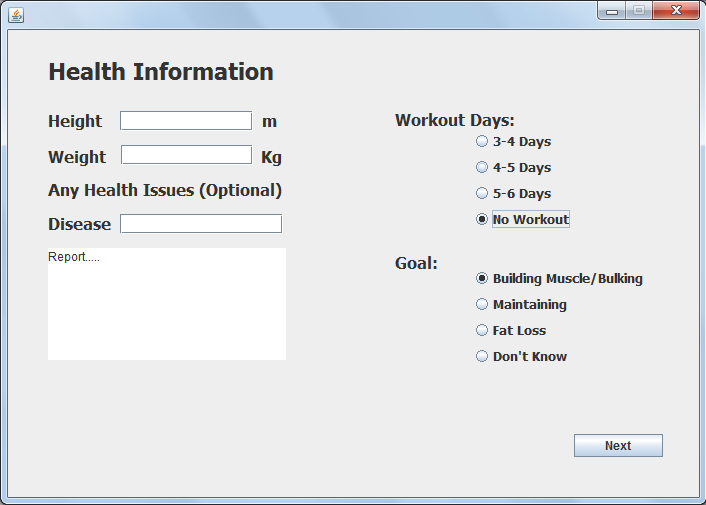 Health Information
Height m
Weight Kg
Any Health Issues (Optional)
Disease
Report.....
Workout Days:
3-4 Days
4-5 Days
5-6 Days
No Workout
Goal:
Building Muscle/Bulking
Maintaining
Fat Loss
Don't Know
Next